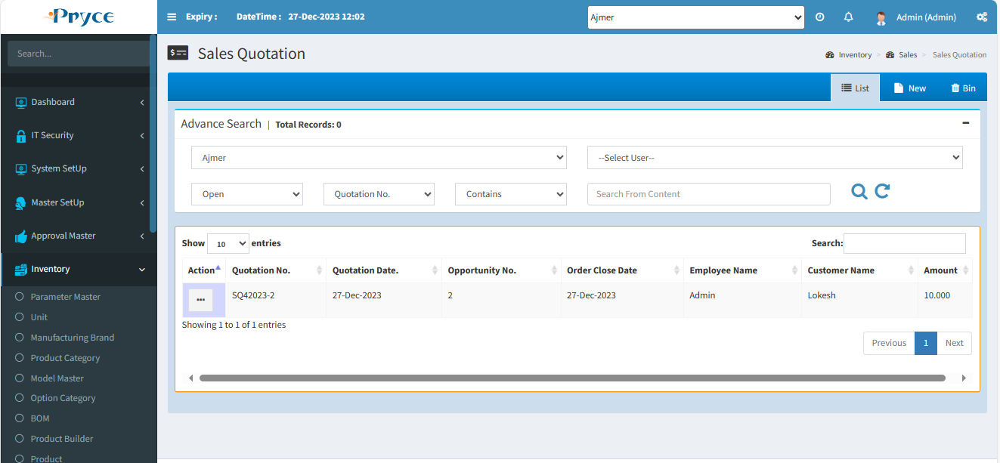 Pryce
Expiry : DateTime : 27-Dec-2023 12:02 Ajmer Admin (Admin)
Search...
Dashboard
IT Security
System SetUp
Master SetUp
Approval Master
Inventory
Parameter Master
Unit
Manufacturing Brand
Product Category
Model Master
Option Category
BOM
Product Builder
Product
$ Sales Quotation
Inventory > Sales > Sales Quotation
List New Bin
Advance Search | Total Records: 0
Ajmer --Select User--
Open Quotation No. Contains Search From Content
Show 10 entries Search:
Action Quotation No. Quotation Date. Opportunity No. Order Close Date Employee Name Customer Name Amount
SQ42023-2 27-Dec-2023 2 27-Dec-2023 Admin Lokesh 10.000
Showing 1 to 1 of 1 entries
Previous 1 Next